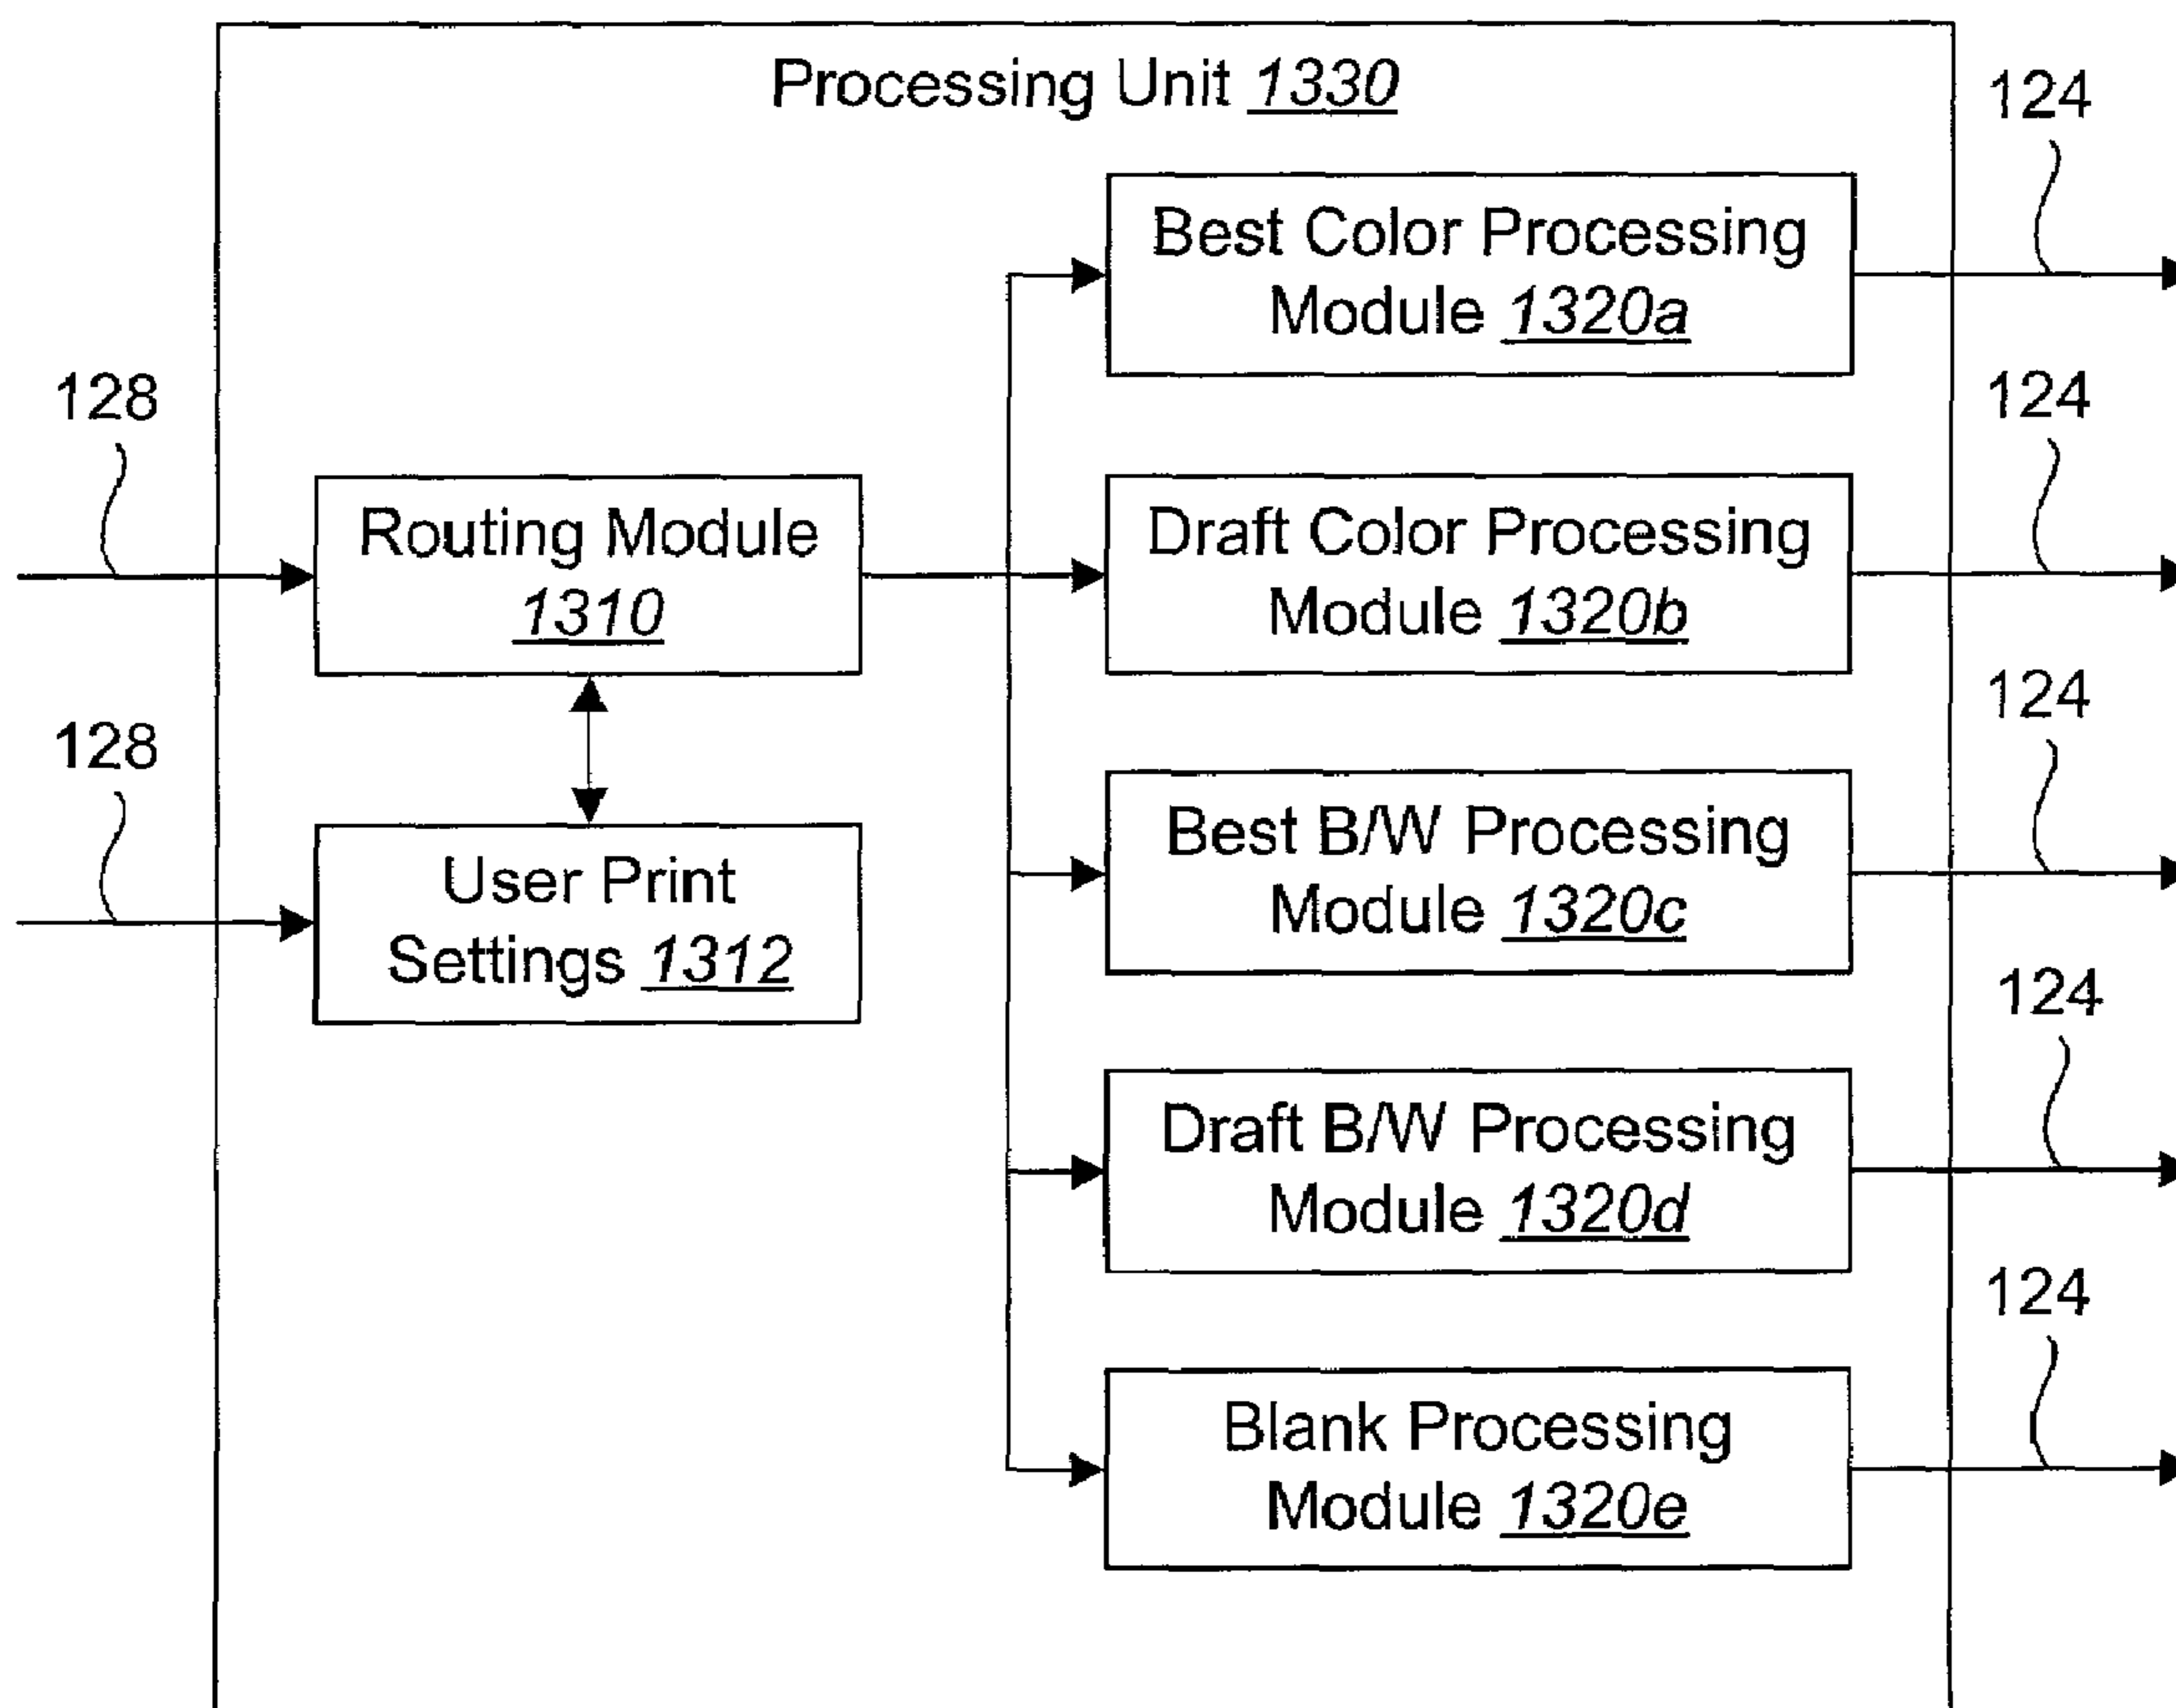 Processing Unit 1330
124
Best Color Processing
Module 1320a
128
124
Routing Module
1310
Draft Color Processing
Module 1320b
128
124
User Print
Settings 1312
Best B/W Processing
Module 1320c
124
Draft B/W Processing
Module 1320d
124
Blank Processing
Module 1320e